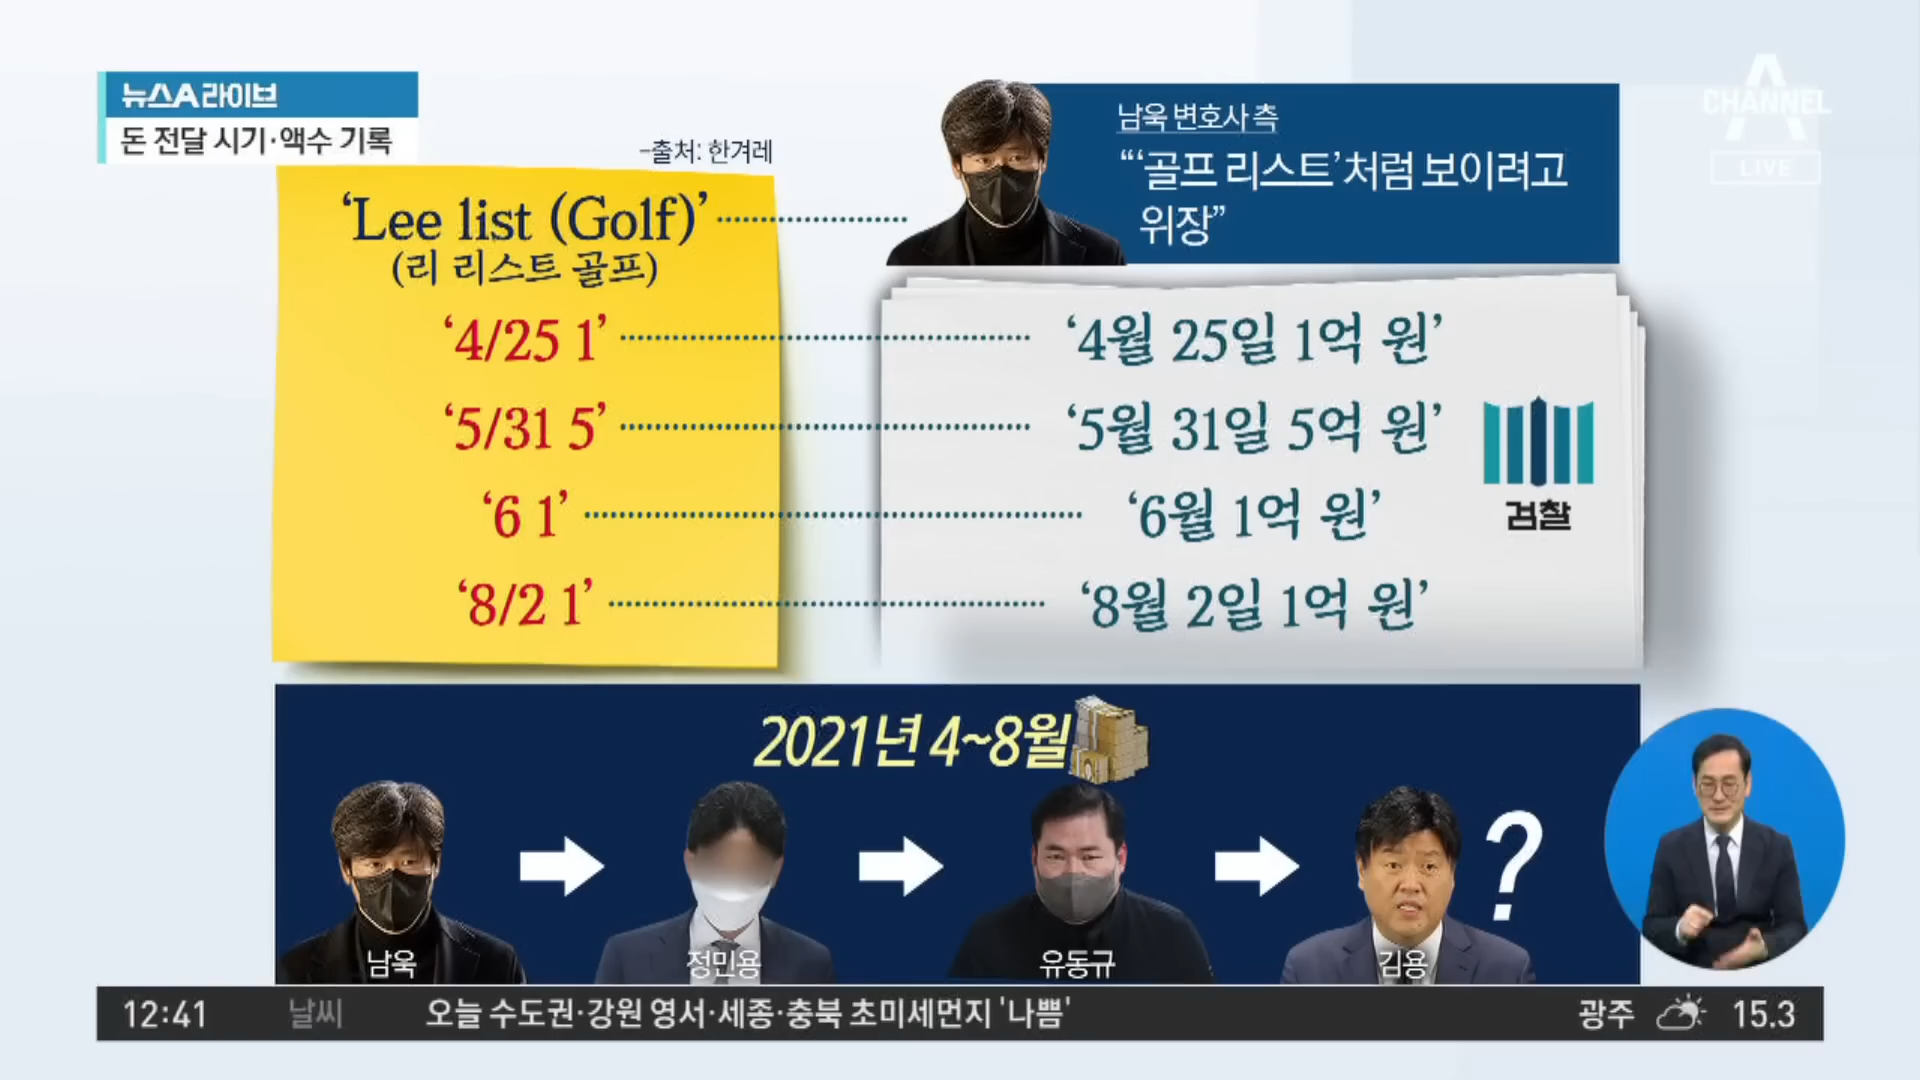 뉴스A 라이브
돈 전달 시기·액수 기록
-출처: 한겨레
'Lee list (Golf)'
(리 리스트 골프)
'4/25 1'
'5/31 5'
'6 1'
'8/2 1'
남욱 변호사 측
"'골프 리스트'처럼 보이려고
위장"
'4월 25일 1억 원'
'5월 31일 5억 원'
'6월 1억 원'
'8월 2일 1억 원'
검찰
CHANNEL A
LIVE
2021년 4~8월
남욱
정민용
유동규
김용
?
12:41 날씨 오늘 수도권·강원 영서·세종·충북 초미세먼지 '나쁨' 광주 15.3